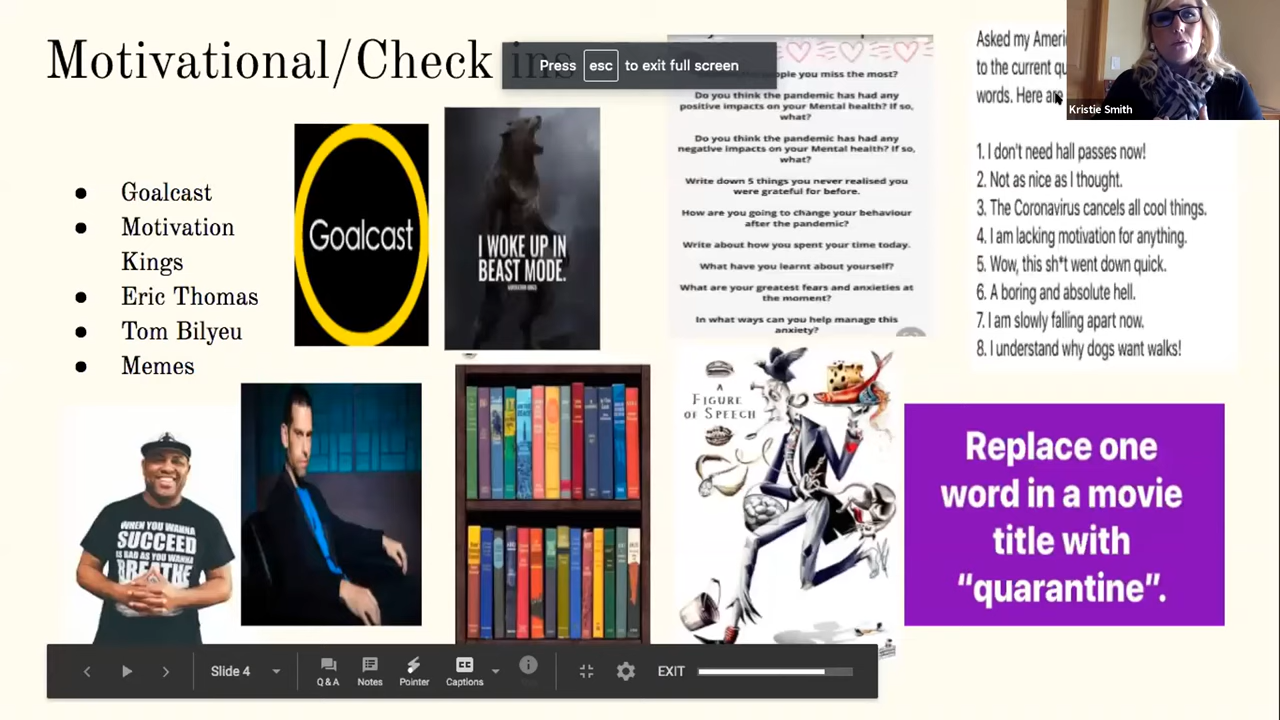 Motivational/Check ins
Press esc to exit full screen
Goalcast
Motivation
Kings
Eric Thomas
Tom Bilyeu
Memes
Goalcast
I WOKE UP IN
BEAST MODE.
people you miss the most?
Do you think the pandemic has had any
positive impacts on your Mental health? If so,
what?
Do you think the pandemic has had any
negative impacts on your Mental health? If so,
what?
Write down 5 things you never realised you
were grateful for before.
How are you going to change your behaviour
after the pandemic?
Write about how you spent your time today.
What have you learnt about yourself?
What are your greatest fears and anxieties at
the moment?
In what ways can you help manage this
anxiety?
Asked my Ameri
to the current qu
words. Here are
Kristie Smith
1. I don't need hall passes now!
2. Not as nice as I thought.
3. The Coronavirus cancels all cool things.
4. I am lacking motivation for anything.
5. Wow, this sh*t went down quick.
6. A boring and absolute hell.
7. I am slowly falling apart now.
8. I understand why dogs want walks!
WHEN YOU WANNA
SUCCEED
AS BAD AS YOU WANNA
BREATHE
A
FIGURE
OF SPEECH
Replace one
word in a movie
title with
“quarantine”.
Slide 4
Q & A
Notes
Pointer
CC
Captions
EXIT